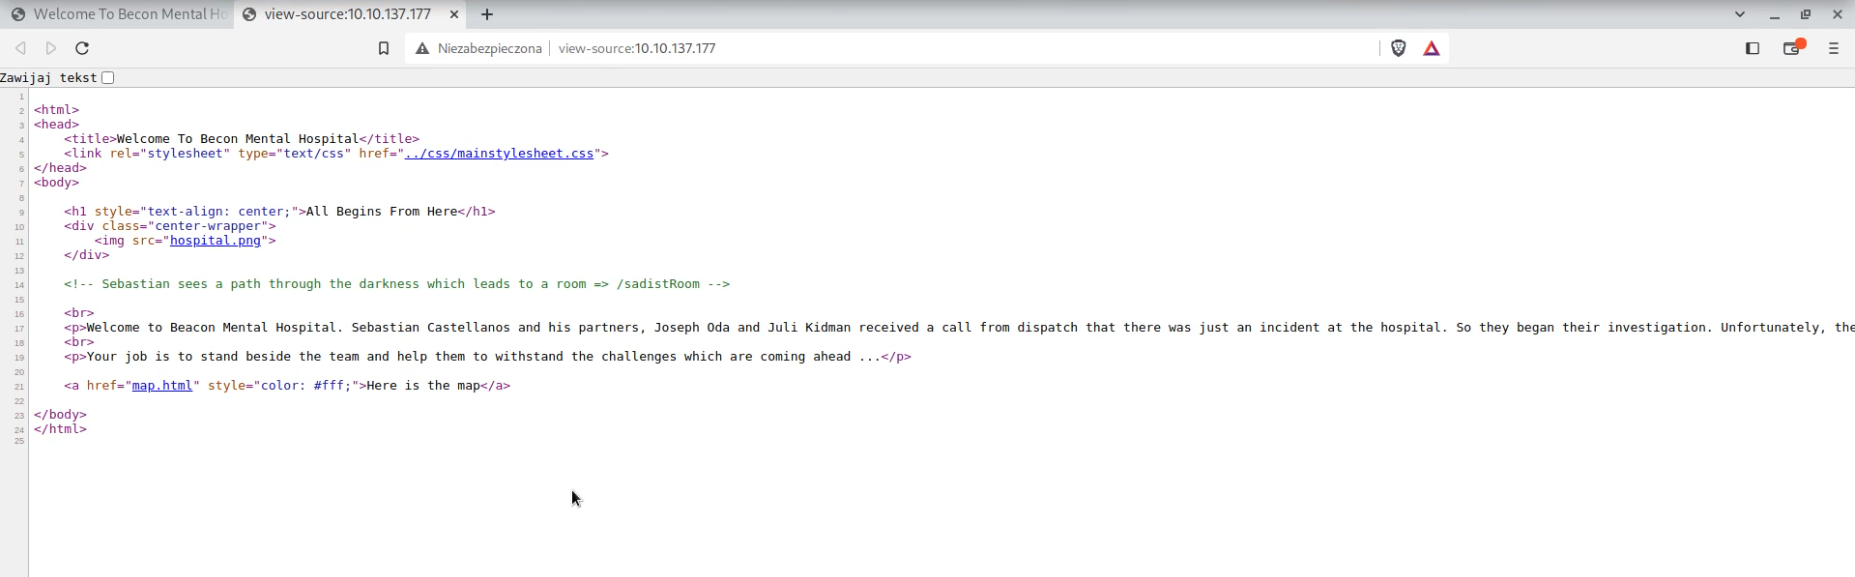 Welcome To Becon Mental Ho
view-source:10.10.137.177
Niezabezpieczona
view-source:10.10.137.177
Zawijaj tekst
1
2 <html>
3 <head>
4 <title>Welcome To Becon Mental Hospital</title>
5 <link rel="stylesheet" type="text/css" href="../css/mainstylesheet.css">
6 </head>
7 <body>
8
9 <h1 style="text-align: center;">All Begins From Here</h1>
10 <div class="center-wrapper">
11 <img src="hospital.png">
12 </div>
13
14 <!-- Sebastian sees a path through the darkness which leads to a room => /sadistRoom -->
15
16 <br>
17 <p>Welcome to Beacon Mental Hospital. Sebastian Castellanos and his partners, Joseph Oda and Juli Kidman received a call from dispatch that there was just an incident at the hospital. So they began their investigation. Unfortunately, the
18 <br>
19 <p>Your job is to stand beside the team and help them to withstand the challenges which are coming ahead ...</p>
20
21 <a href="map.html" style="color: #fff;">Here is the map</a>
22
23 </body>
24 </html>
25